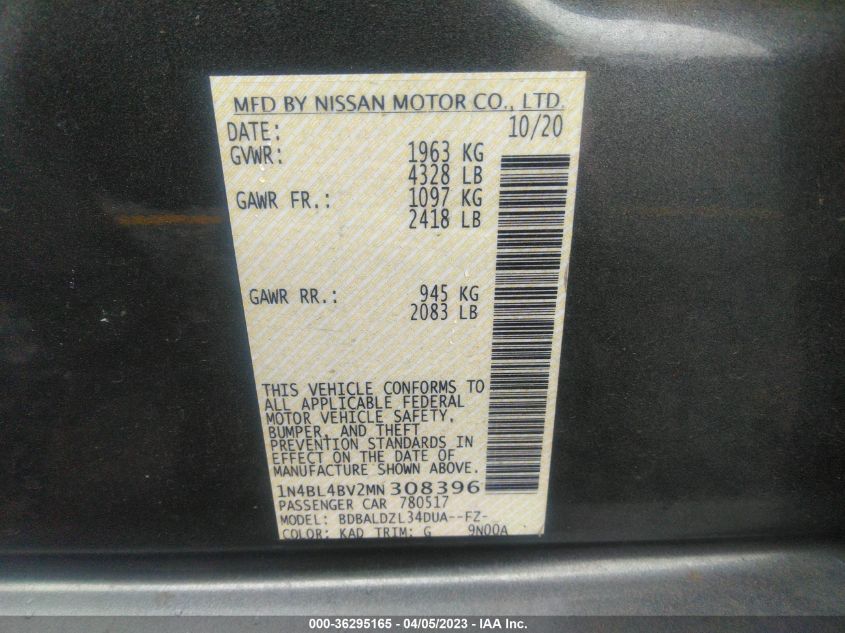 MFD BY NISSAN MOTOR CO., LTD.
DATE: 10/20
GVWR: 1963 KG
4328 LB
GAWR FR.: 1097 KG
2418 LB
GAWR RR.: 945 KG
2083 LB
THIS VEHICLE CONFORMS TO
ALL APPLICABLE FEDERAL
MOTOR VEHICLE SAFETY,
BUMPER, AND THEFT
PREVENTION STANDARDS IN
EFFECT ON THE DATE OF
MANUFACTURE SHOWN ABOVE.
1N4BL4BV2MN308396
PASSENGER CAR 780517
MODEL: BDBALDZL34DUA--FZ-
COLOR: KAD TRIM: G 9N00A
000-36295165 - 04/05/2023 - IAA Inc.